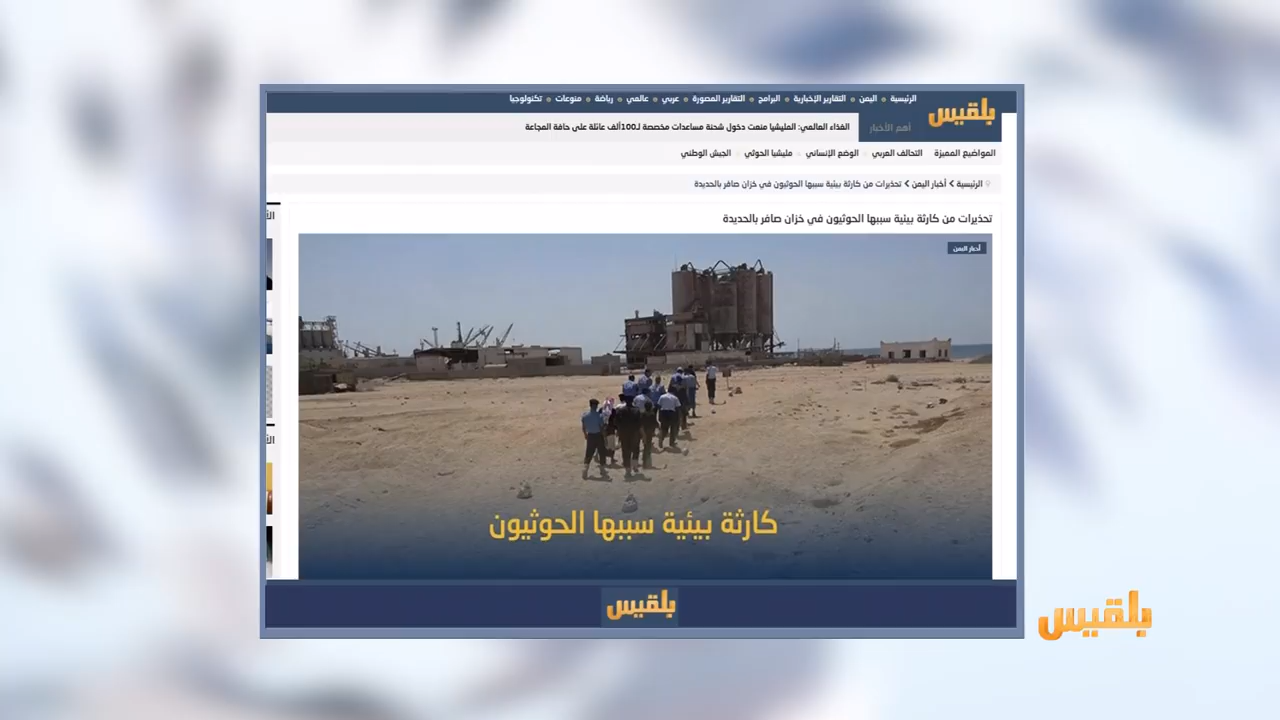 الرئيسية • اليمن • التقارير الإخبارية • البرامج • التقارير المصورة • عربي • عالمي • رياضة • منوعات • تكنولوجيا
بلقيس
أهم الأخبار
الغذاء العالمي: المليشيا منعت دخول شحنة مساعدات مخصصة لـ100ألف عائلة على حافة المجاعة
المواضيع المميزة التحالف العربي الوضع الإنساني مليشيا الحوثي الجيش الوطني
الرئيسية > أخبار اليمن > تحذيرات من كارثة بيئية سببها الحوثيون في خزان صافر بالحديدة
تحذيرات من كارثة بيئية سببها الحوثيون في خزان صافر بالحديدة
أخبار اليمن
كارثة بيئية سببها الحوثيون
بلقيس
بلقيس